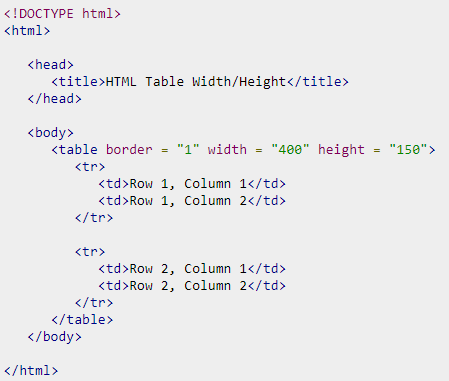 <!DOCTYPE html>
<html>
<head>
<title>HTML Table Width/Height</title>
</head>
<body>
<table border = "1" width = "400" height = "150">
<tr>
<td>Row 1, Column 1</td>
<td>Row 1, Column 2</td>
</tr>
<tr>
<td>Row 2, Column 1</td>
<td>Row 2, Column 2</td>
</tr>
</table>
</body>
</html>